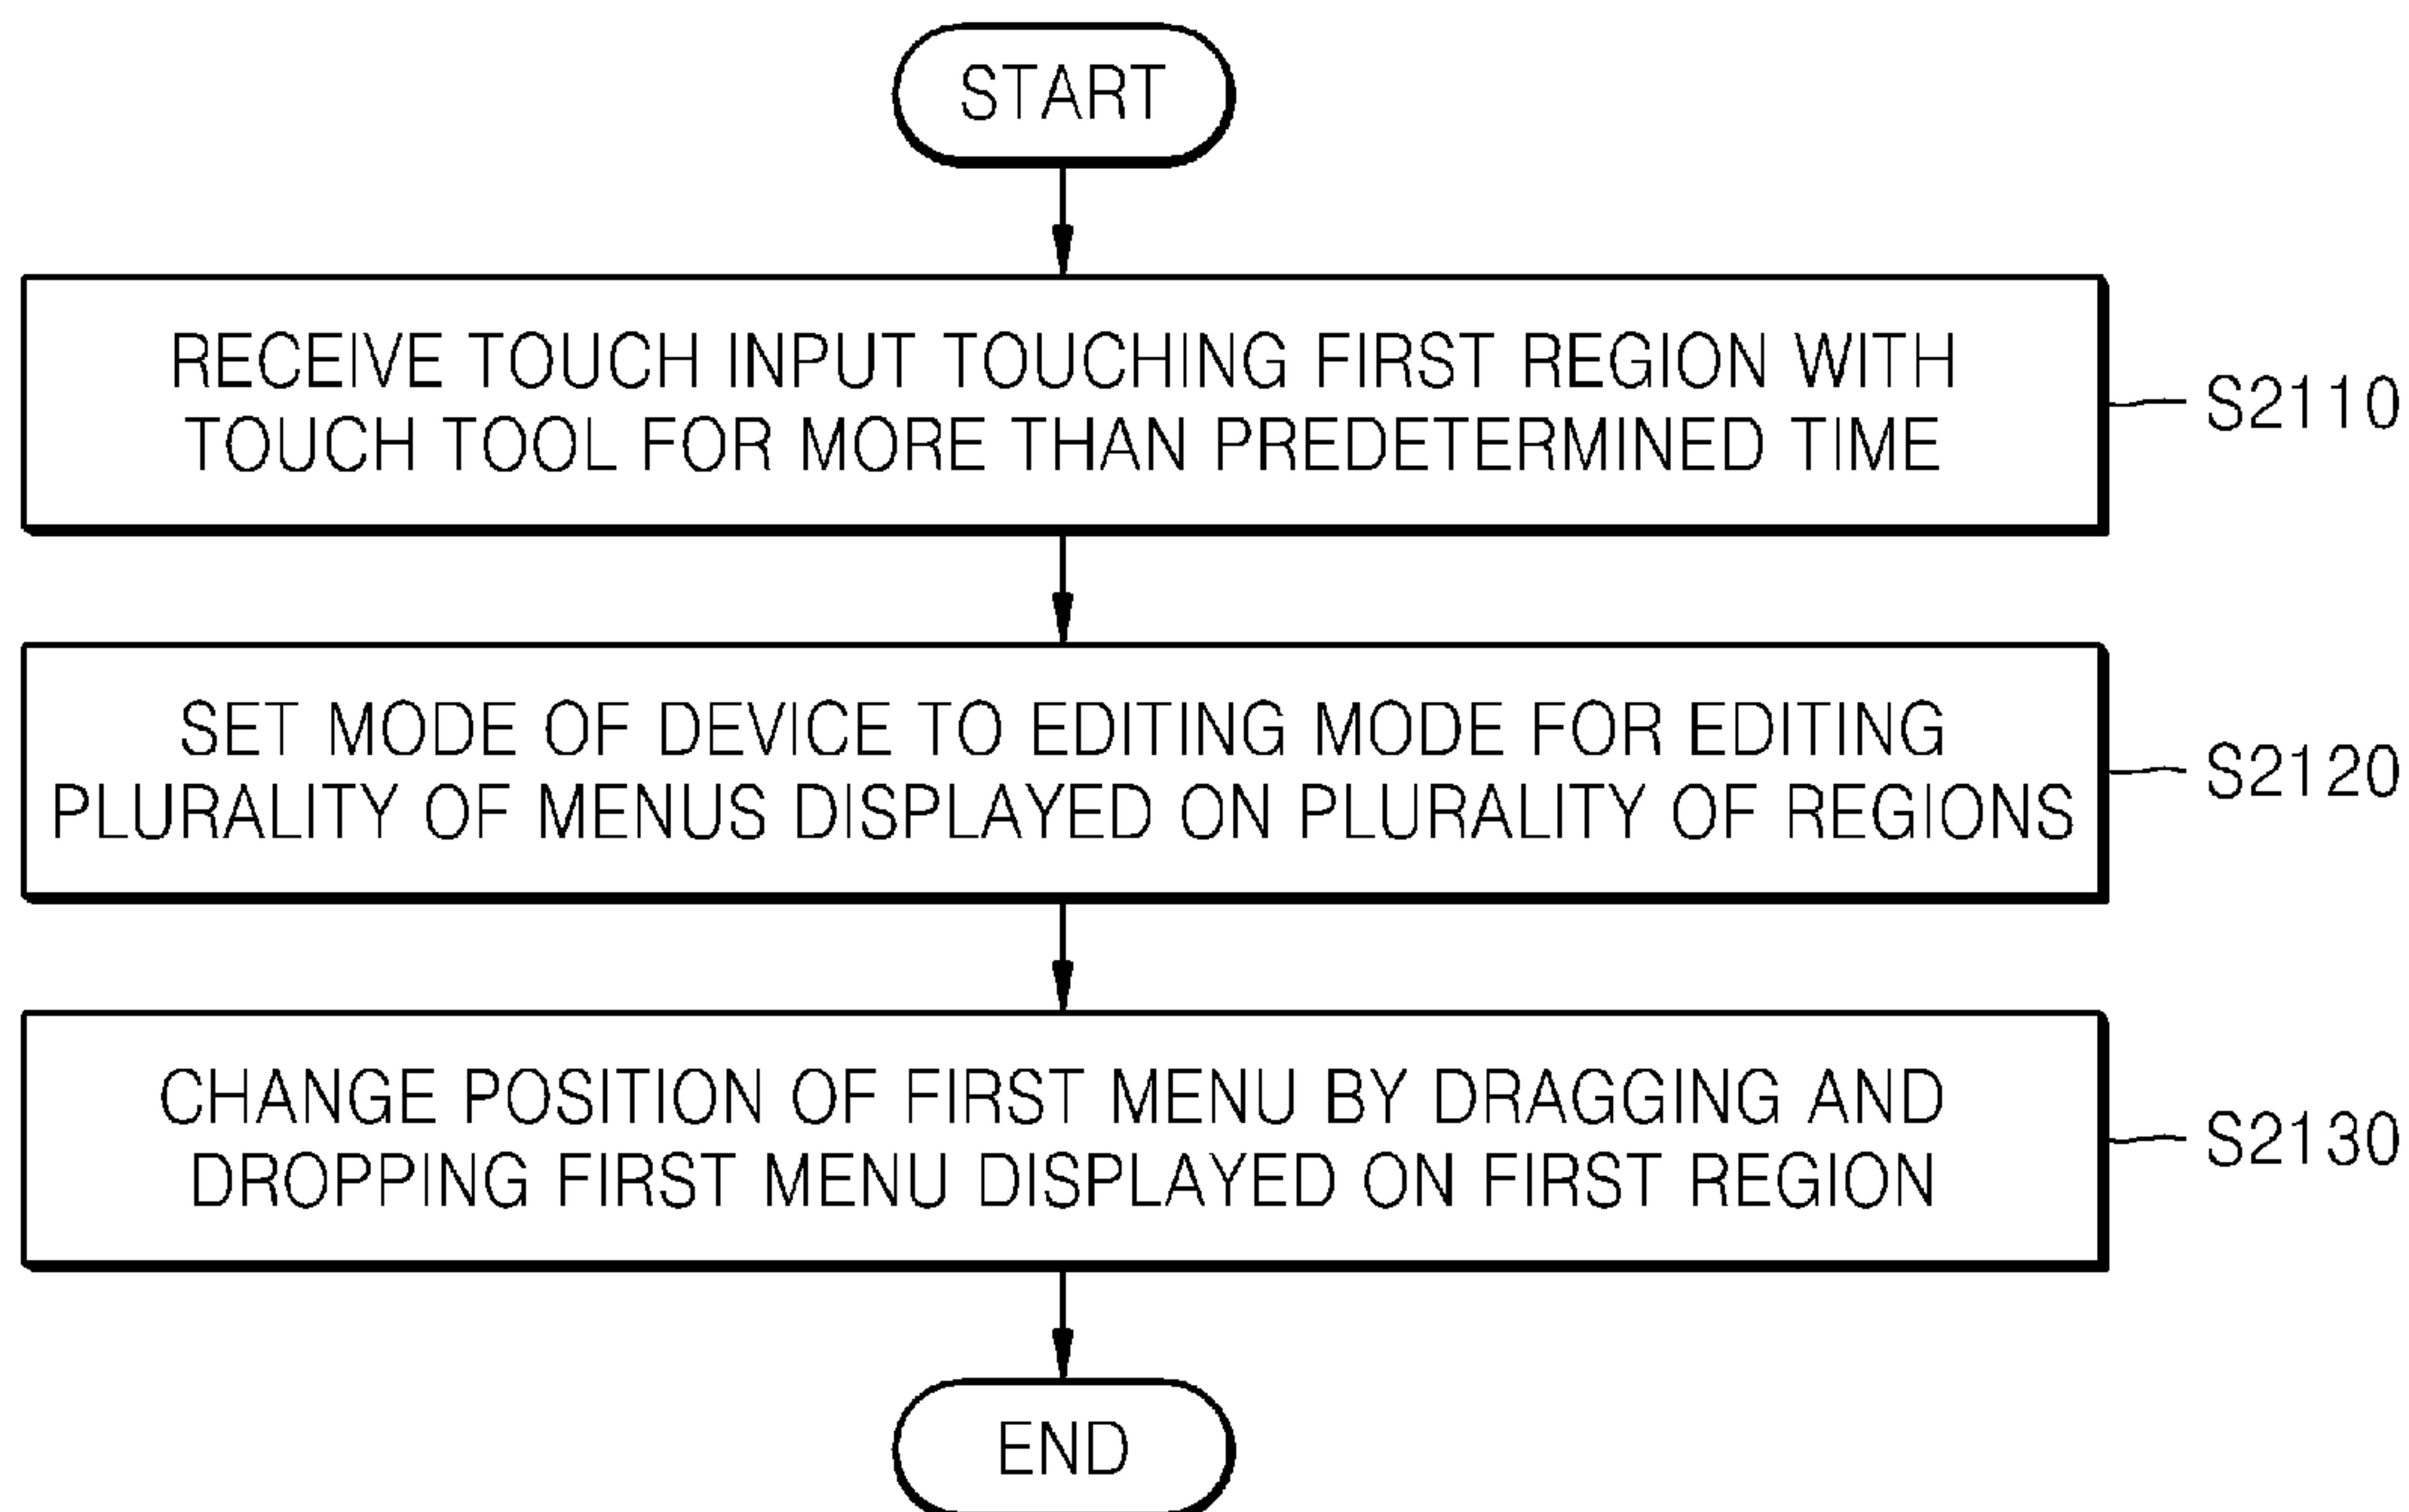 START
RECEIVE TOUCH INPUT TOUCHING FIRST REGION WITH
TOUCH TOOL FOR MORE THAN PREDETERMINED TIME
S2110
SET MODE OF DEVICE TO EDITING MODE FOR EDITING
PLURALITY OF MENUS DISPLAYED ON PLURALITY OF REGIONS
S2120
CHANGE POSITION OF FIRST MENU BY DRAGGING AND
DROPPING FIRST MENU DISPLAYED ON FIRST REGION
S2130
END